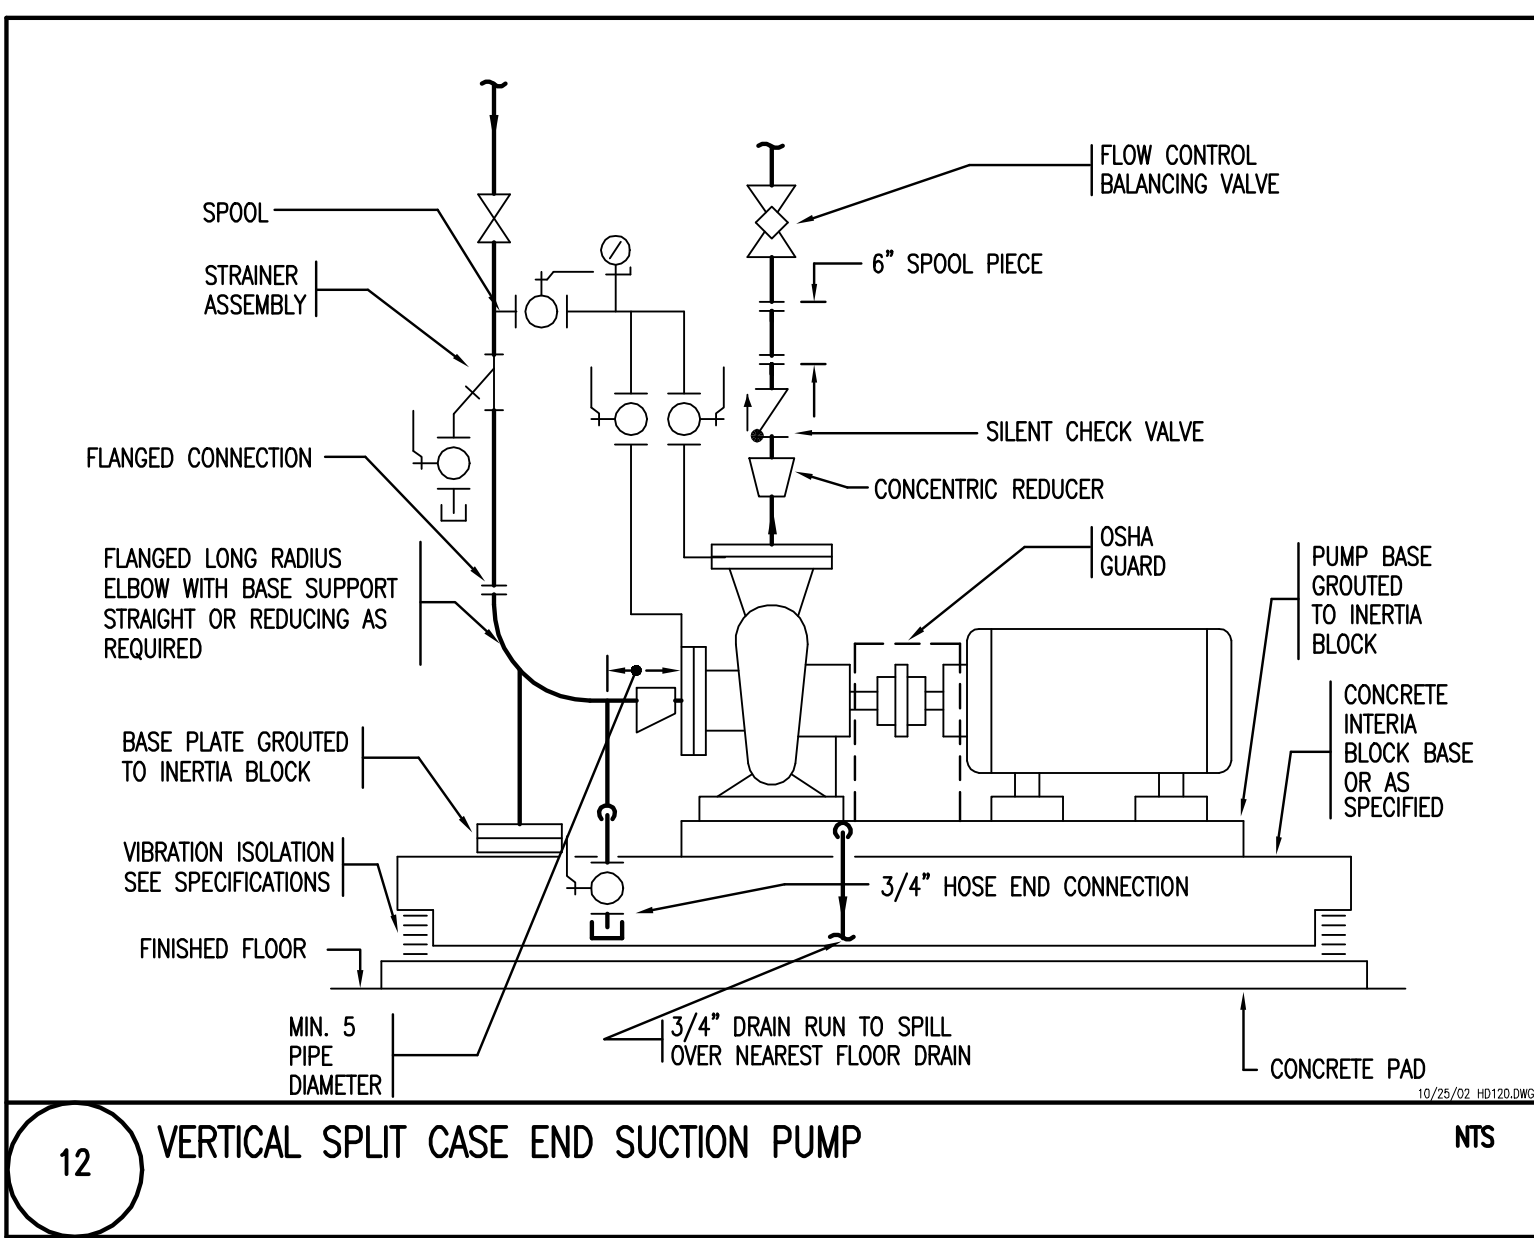 FLOW CONTROL
BALANCING VALVE
SPOOL
6" SPOOL PIECE
STRAINER
ASSEMBLY
SILENT CHECK VALVE
FLANGED CONNECTION
CONCENTRIC REDUCER
OSHA
GUARD
FLANGED LONG RADIUS
ELBOW WITH BASE SUPPORT
STRAIGHT OR REDUCING AS
REQUIRED
PUMP BASE
GROUTED
TO INERTIA
BLOCK
CONCRETE
INTERIA
BLOCK BASE
OR AS
SPECIFIED
BASE PLATE GROUTED
TO INERTIA BLOCK
VIBRATION ISOLATION
SEE SPECIFICATIONS
3/4" HOSE END CONNECTION
FINISHED FLOOR
MIN. 5
PIPE
DIAMETER
3/4" DRAIN RUN TO SPILL
OVER NEAREST FLOOR DRAIN
CONCRETE PAD
10/25/02 HD120.DWG
12
VERTICAL SPLIT CASE END SUCTION PUMP
NTS